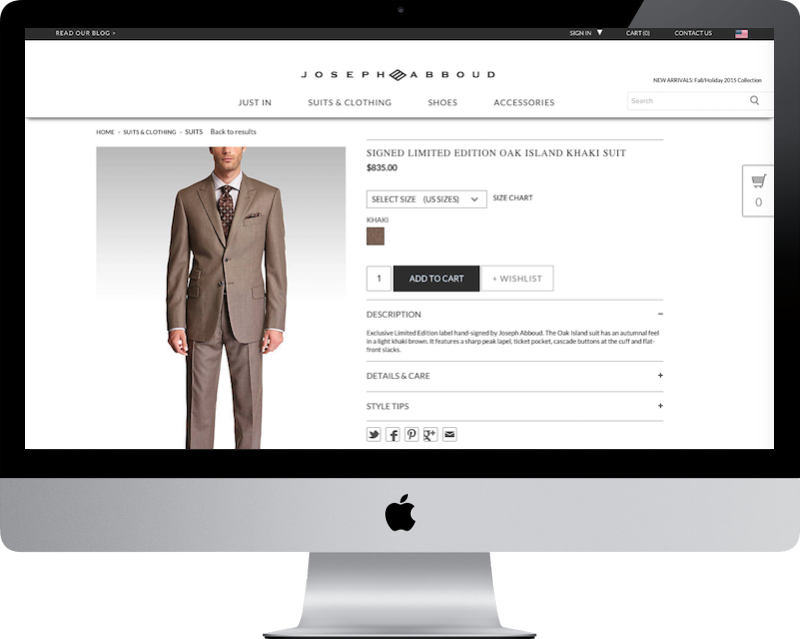 READ OUR BLOG >
SIGN IN ▼ CART (0) CONTACT US
JOSEPH ABBOUD
NEW ARRIVALS: Fall/Holiday 2015 Collection
JUST IN SUITS & CLOTHING SHOES ACCESSORIES
Search
HOME > SUITS & CLOTHING > SUITS Back to results
SIGNED LIMITED EDITION OAK ISLAND KHAKI SUIT
$835.00
SELECT SIZE (US SIZES) SIZE CHART
KHAKI
0
1 ADD TO CART + WISHLIST
DESCRIPTION −
Exclusive Limited Edition label hand-signed by Joseph Abboud. The Oak Island suit has an autumnal feel
in a light khaki brown. It features a sharp peak lapel, ticket pocket, cascade buttons at the cuff and flat-
front slacks.
DETAILS & CARE +
STYLE TIPS +